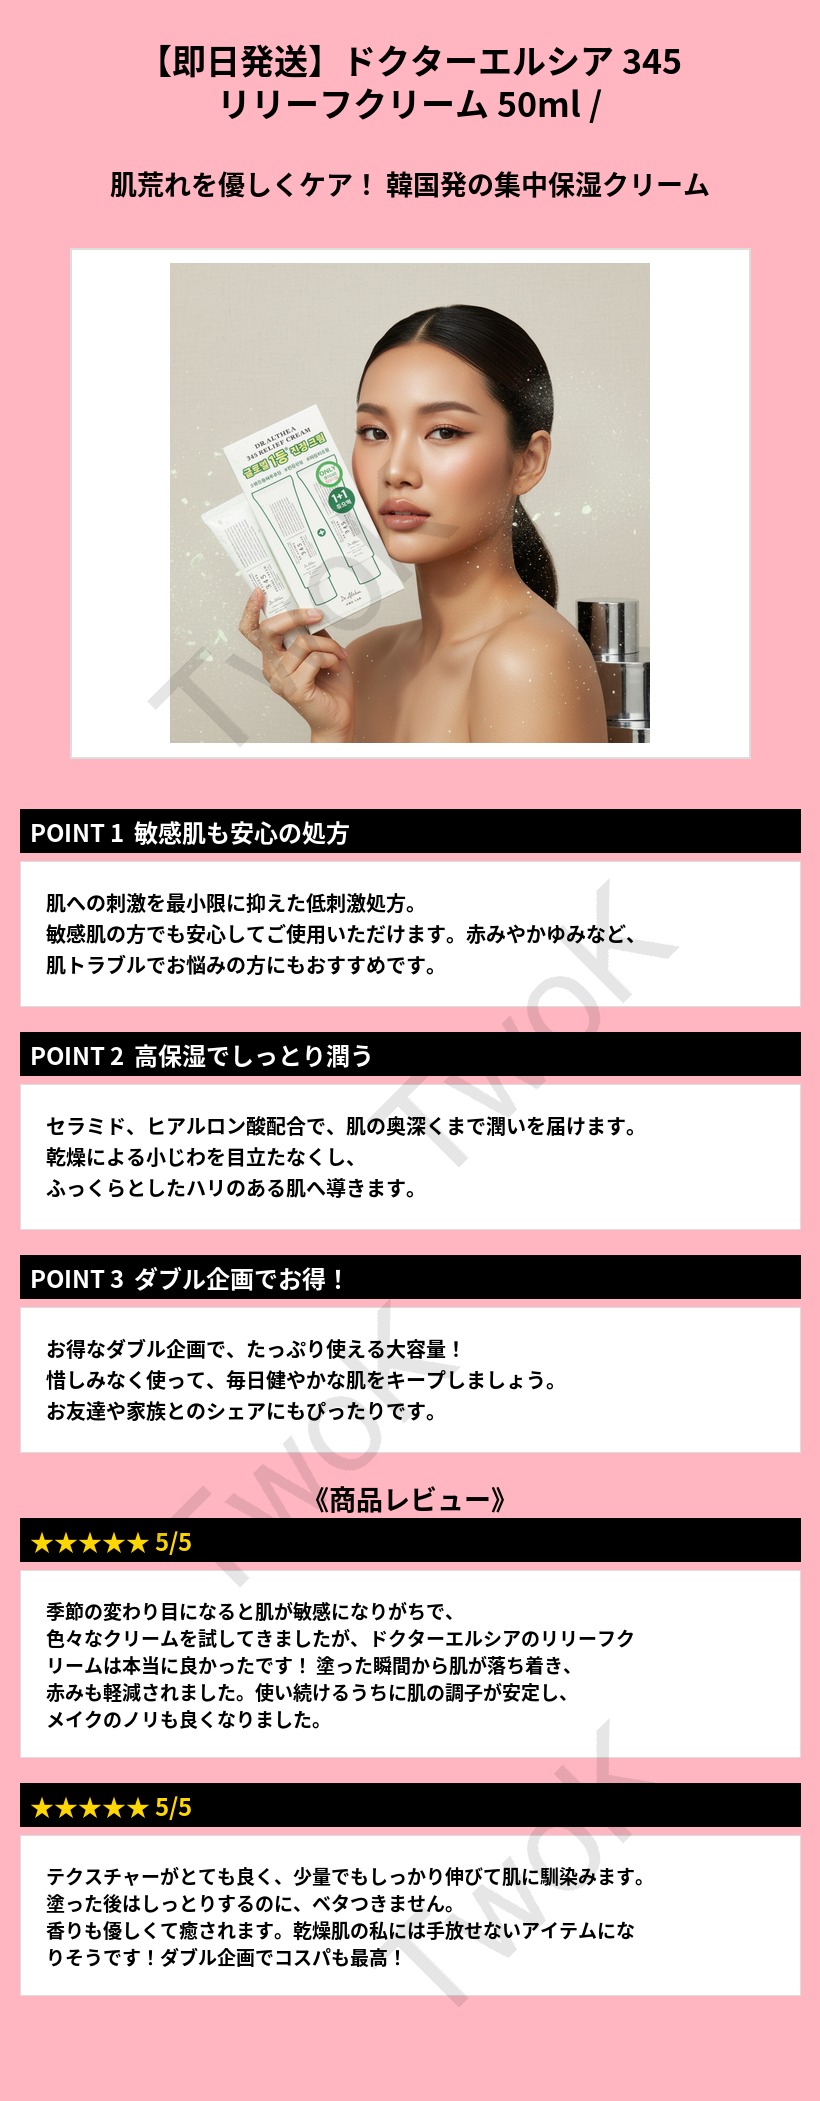 【即日発送】ドクターエルシア 345
リリーフクリーム 50ml /
肌荒れを優しくケア！ 韓国発の集中保湿クリーム
DR.ALTHEA
345 RELIEF CREAM
글로벌 1등 진정 크림
ONLY
1+1
Dr.Althea
TwoK
POINT 1 敏感肌も安心の処方
肌への刺激を最小限に抑えた低刺激処方。
敏感肌の方でも安心してご使用いただけます。赤みやかゆみなど、
肌トラブルでお悩みの方にもおすすめです。
TwoK
POINT 2 高保湿でしっとり潤う
セラミド、ヒアルロン酸配合で、肌の奥深くまで潤いを届けます。
乾燥による小じわを目立たなくし、
ふっくらとしたハリのある肌へ導きます。
POINT 3 ダブル企画でお得！
お得なダブル企画で、たっぷり使える大容量！
惜しみなく使って、毎日健やかな肌をキープしましょう。
お友達や家族とのシェアにもぴったりです。
TwoK
《商品レビュー》
★★★★★ 5/5
季節の変わり目になると肌が敏感になりがちで、
色々なクリームを試してきましたが、ドクターエルシアのリリーフク
リームは本当に良かったです！ 塗った瞬間から肌が落ち着き、
赤みも軽減されました。使い続けるうちに肌の調子が安定し、
メイクのノリも良くなりました。
★★★★★ 5/5
テクスチャーがとても良く、少量でもしっかり伸びて肌に馴染みます。
塗った後はしっとりするのに、ベタつきません。
香りも優しくて癒されます。乾燥肌の私には手放せないアイテムにな
りそうです！ダブル企画でコスパも最高！
TwoK